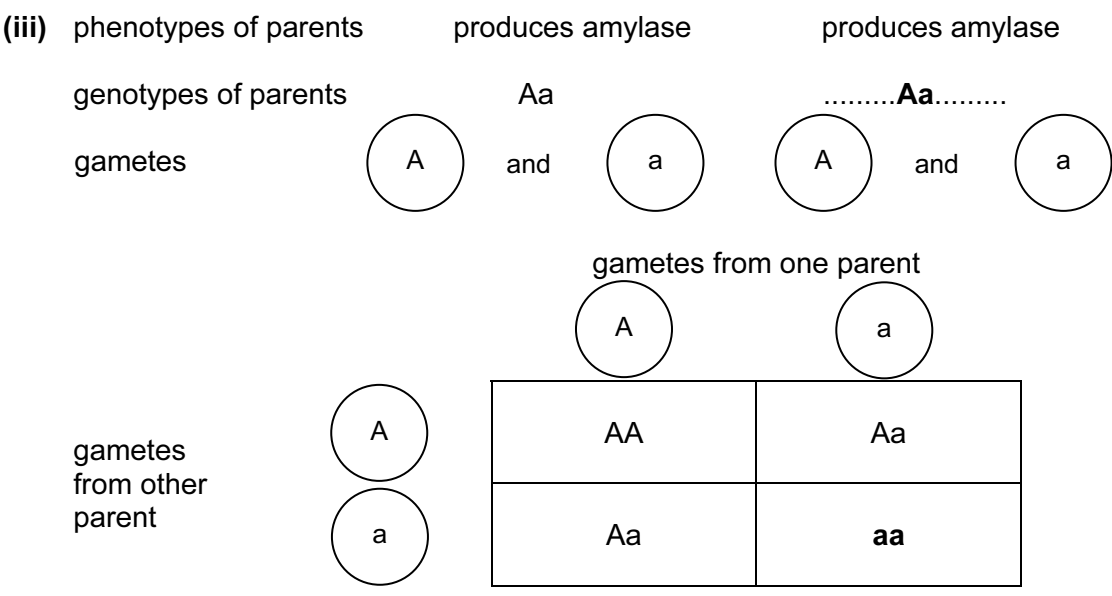 (iii) phenotypes of parents produces amylase produces amylase
genotypes of parents Aa .........Aa.........
gametes A and a A and a
gametes from one parent
A a
A AA Aa
gametes
from other
parent
a Aa aa